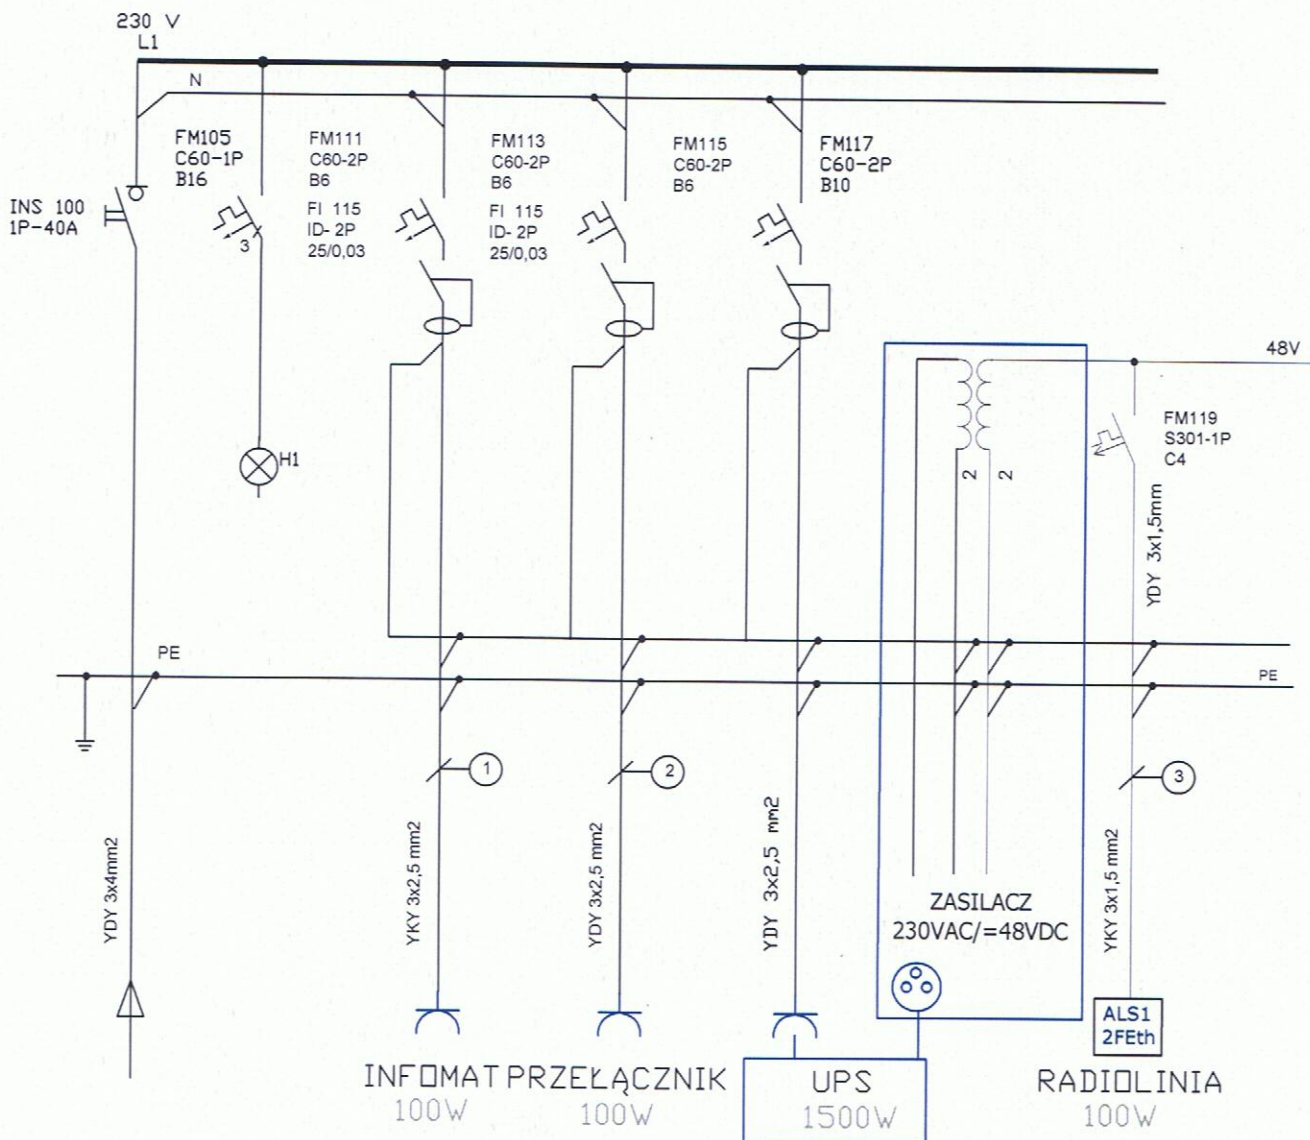 230 V
L1
N
FM105
C60-1P
B16
FM111
C60-2P
B6
FM113
C60-2P
B6
FM115
C60-2P
B6
FM117
C60-2P
B10
INS 100
1P-40A
3
FI 115
ID- 2P
25/0,03
FI 115
ID- 2P
25/0,03
48V
FM119
S301-1P
C4
H1
2
2
YDY 3x1,5mm
PE
PE
1
2
3
YDY 3x4mm2
YKY 3x2,5 mm2
YDY 3x2,5 mm2
YDY 3x2,5 mm2
YKY 3x1,5 mm2
ZASILACZ
230VAC/=48VDC
ALS1
2FEth
INFOMAT
100W
PRZEŁĄCZNIK
100W
UPS
1500W
RADIOLINIA
100W